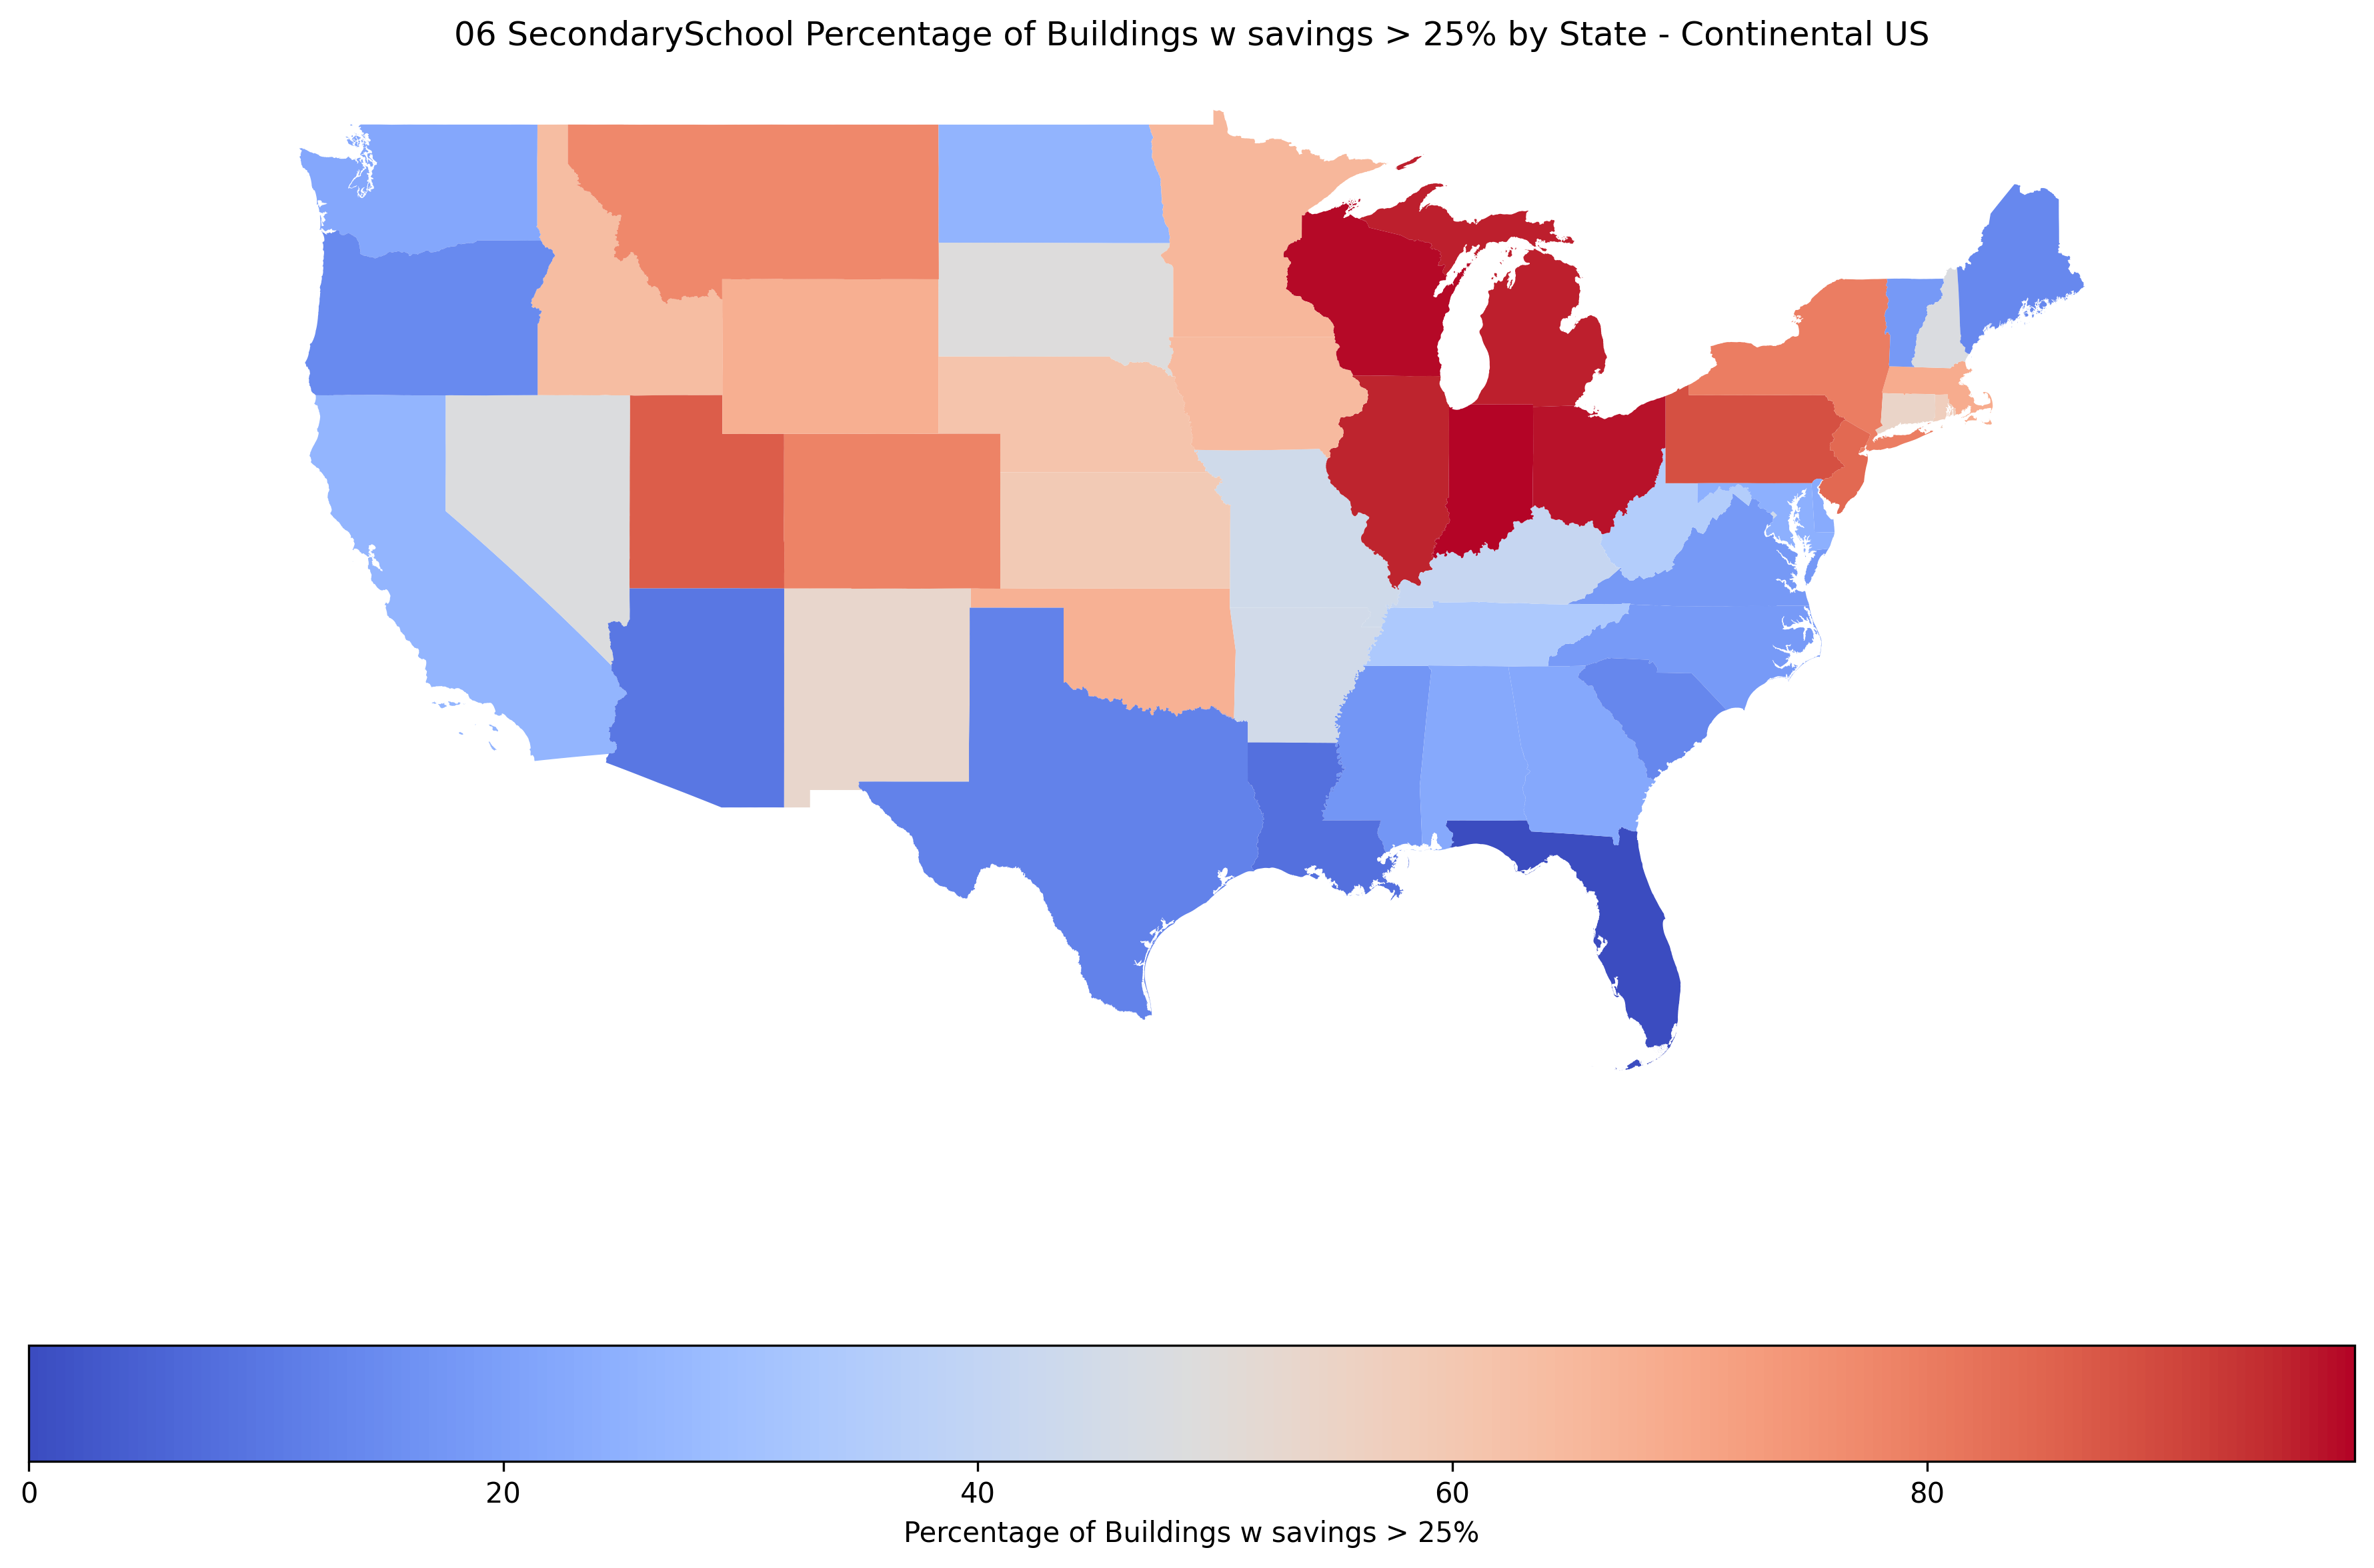 06 SecondarySchool Percentage of Buildings w savings > 25% by State - Continental US
0 20 40 60 80
Percentage of Buildings w savings > 25%